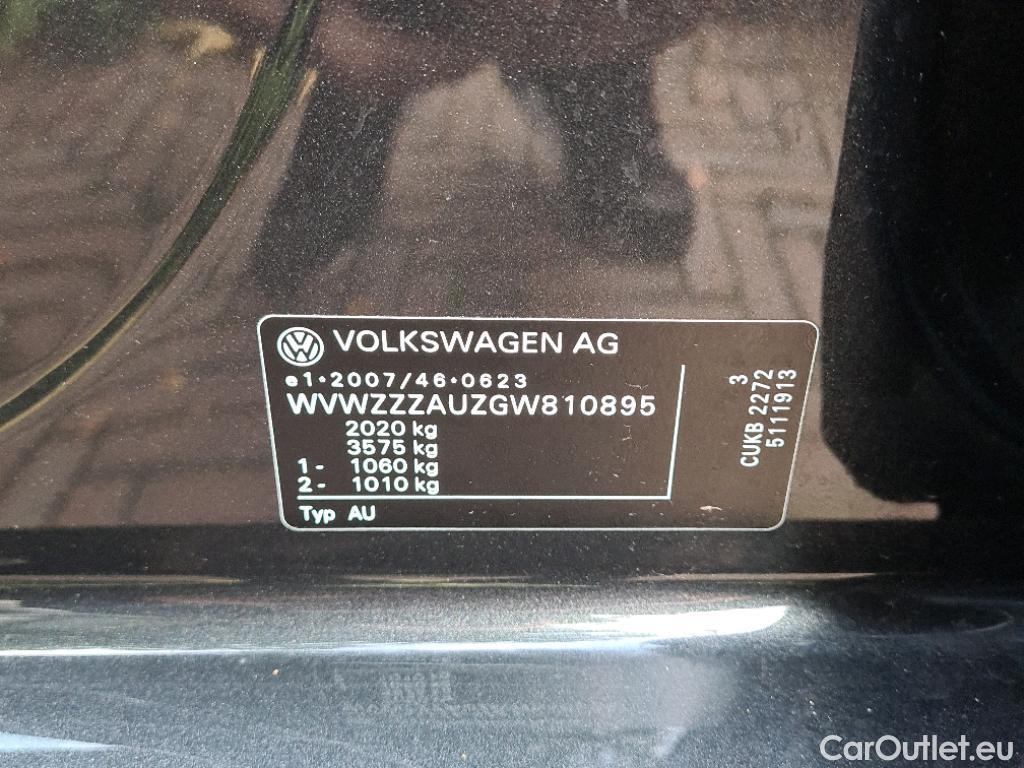 VOLKSWAGEN AG
e1*2007/46*0623
WVWZZZAUZGW810895
2020 kg
3575 kg
1- 1060 kg
2- 1010 kg
Typ AU
3
CUKB 2272
5111913
CarOutlet.eu